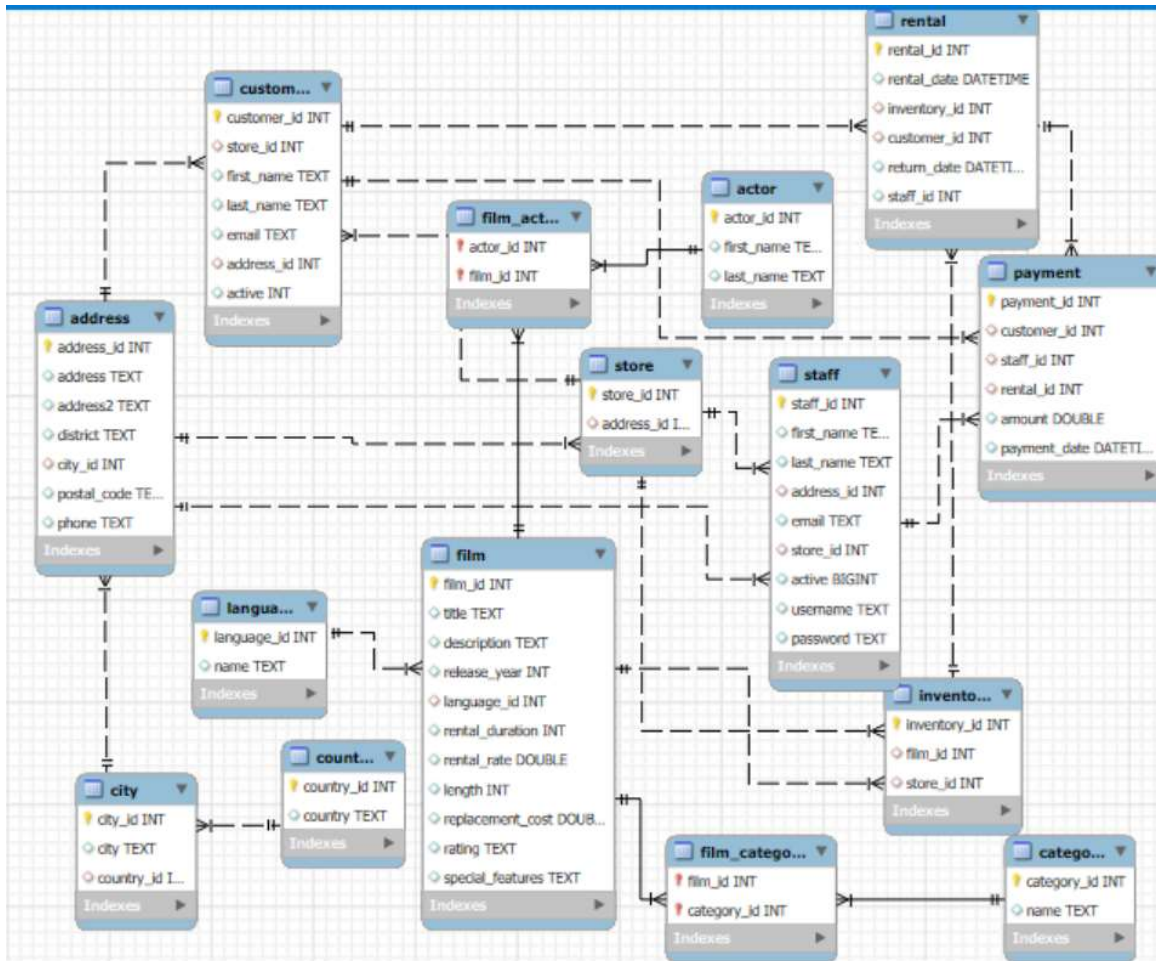 rental
rental_id INT
rental_date DATETIME
inventory_id INT
customer_id INT
return_date DATETI...
staff_id INT
Indexes
custom...
customer_id INT
store_id INT
first_name TEXT
last_name TEXT
email TEXT
address_id INT
active INT
Indexes
actor
actor_id INT
first_name TE...
last_name TEXT
Indexes
film_act...
actor_id INT
film_id INT
Indexes
payment
payment_id INT
customer_id INT
staff_id INT
rental_id INT
amount DOUBLE
payment_date DATETI...
Indexes
address
address_id INT
address TEXT
address2 TEXT
district TEXT
city_id INT
postal_code TE...
phone TEXT
Indexes
store
store_id INT
address_id I...
Indexes
staff
staff_id INT
first_name TE...
last_name TEXT
address_id INT
email TEXT
store_id INT
active BIGINT
username TEXT
password TEXT
Indexes
film
film_id INT
title TEXT
description TEXT
release_year INT
language_id INT
rental_duration INT
rental_rate DOUBLE
length INT
replacement_cost DOUB...
rating TEXT
special_features TEXT
Indexes
langua...
language_id INT
name TEXT
Indexes
invento...
inventory_id INT
film_id INT
store_id INT
Indexes
count...
country_id INT
country TEXT
Indexes
city
city_id INT
city TEXT
country_id I...
Indexes
film_catego...
film_id INT
category_id INT
Indexes
catego...
category_id INT
name TEXT
Indexes